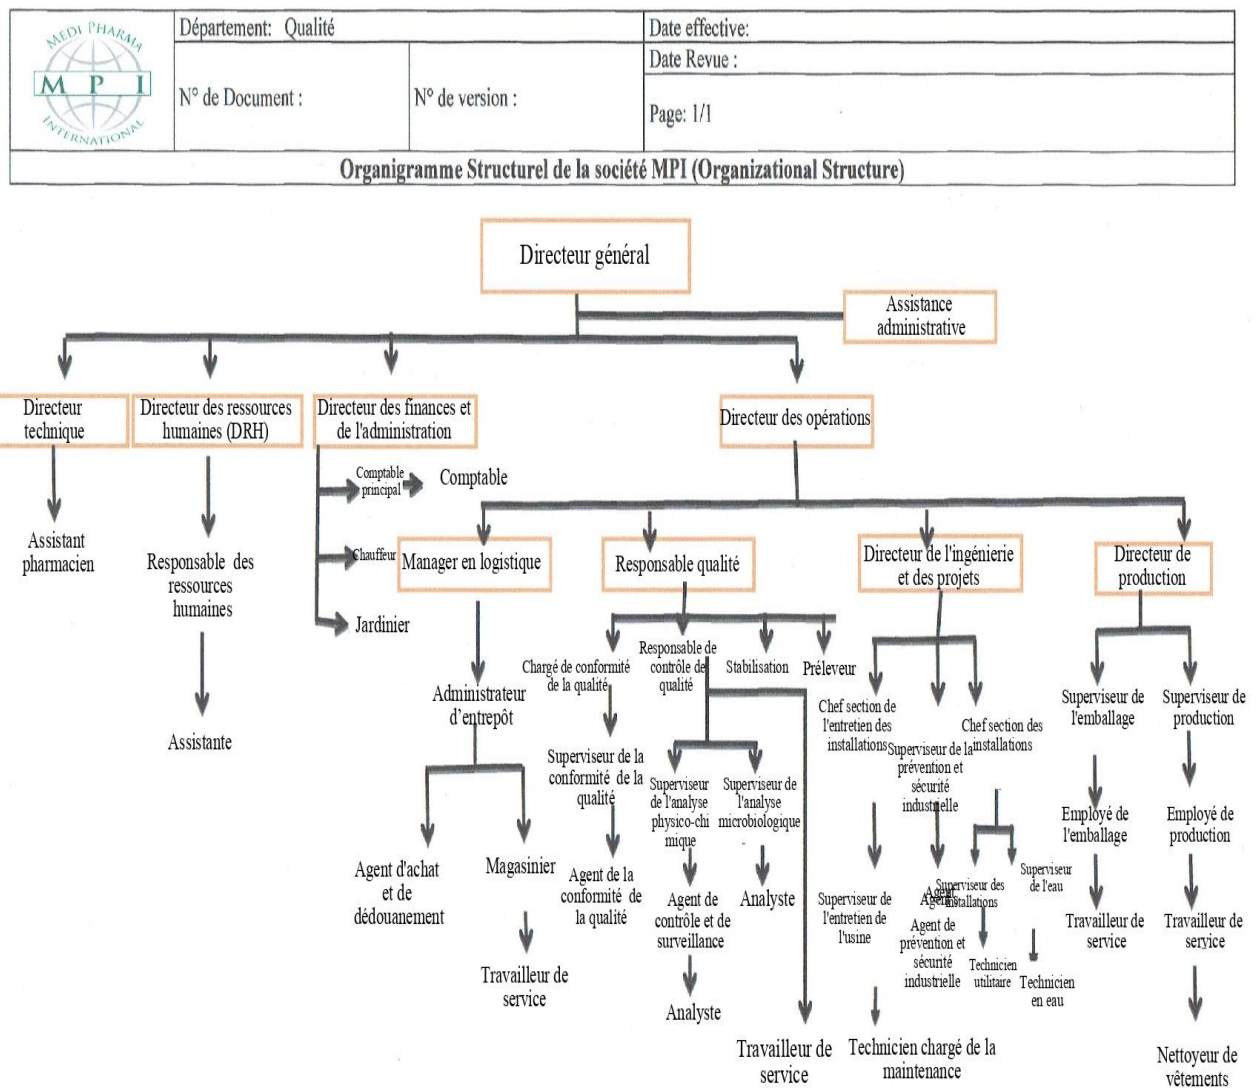 MEDI PHARMA
M P I
INTERNATIONAL
Département: Qualité
Date effective:
Date Revue :
N° de Document :
N° de version :
Page: 1/1
Organigramme Structurel de la société MPI (Organizational Structure)
Directeur général
Assistance
administrative
Directeur
technique
Directeur des ressources
humaines (DRH)
Directeur des finances et
de l'administration
Directeur des opérations
Assistant
pharmacien
Responsable des
ressources
humaines
Assistante
Comptable
principal
Comptable
Chauffeur
Jardinier
Manager en logistique
Responsable qualité
Directeur de l'ingénierie
et des projets
Directeur de
production
Administrateur
d'entrepôt
Agent d'achat
et de
dédouanement
Magasinier
Travailleur de
service
Chargé de conformité
de la qualité
Responsable de
contrôle de
qualité
Stabilisation
Préleveur
Superviseur de la
conformité de la
qualité
Agent de la
conformité de
la qualité
Superviseur
de l'analyse
physico-chi
mique
Superviseur de
l'analyse
microbiologique
Agent de
contrôle et de
surveillance
Analyste
Analyste
Travailleur de
service
Chef section de
l'entretien des
installations
Superviseur de la
prévention et
sécurité
industrielle
Chef section des
installations
Superviseur de
l'entretien de
l'usine
Agent
Agent
Agent de
prévention et
sécurité
industrielle
Superviseur des
installations
Superviseur
de l'eau
Technicien
utilitaire
Technicien
en eau
Technicien chargé de la
maintenance
Superviseur de
l'emballage
Superviseur de
production
Employé de
l'emballage
Employé de
production
Travailleur de
service
Travailleur de
service
Nettoyeur de
vêtements